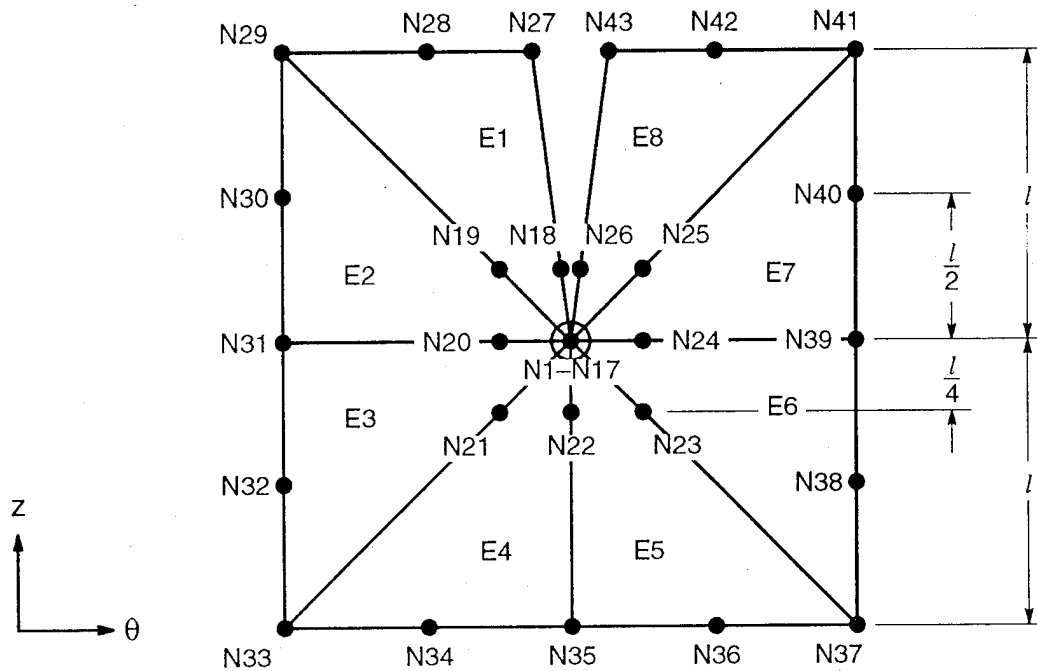 N29 N28 N27 N43 N42 N41
E1 E8
N30 N40 l
N19 N18 N26 N25
E2 E7 l/2
N31 N20 N24 N39
N1–N17 l/4
E3 E6
N21 N22 N23
N32 N38 l
z
E4 E5
θ
N33 N34 N35 N36 N37